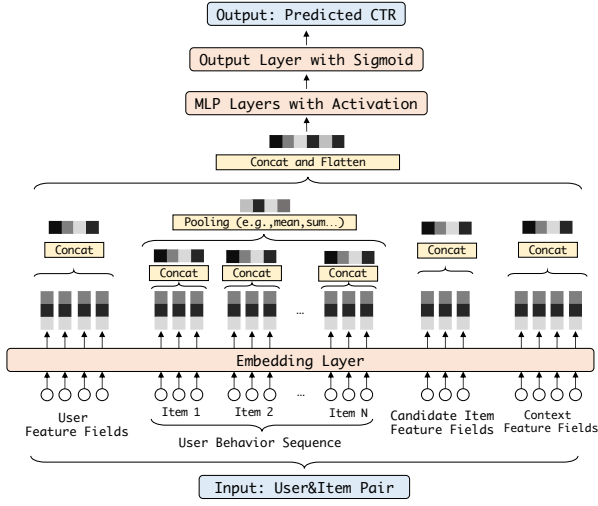 Output: Predicted CTR
Output Layer with Sigmoid
MLP Layers with Activation
Concat and Flatten
Pooling (e.g.,mean,sum…)
Concat
Concat
Concat
Concat
Concat
Concat
...
Embedding Layer
...
Item 1
Item 2
Item N
User
Feature Fields
Candidate Item
Feature Fields
Context
Feature Fields
User Behavior Sequence
Input: User&Item Pair